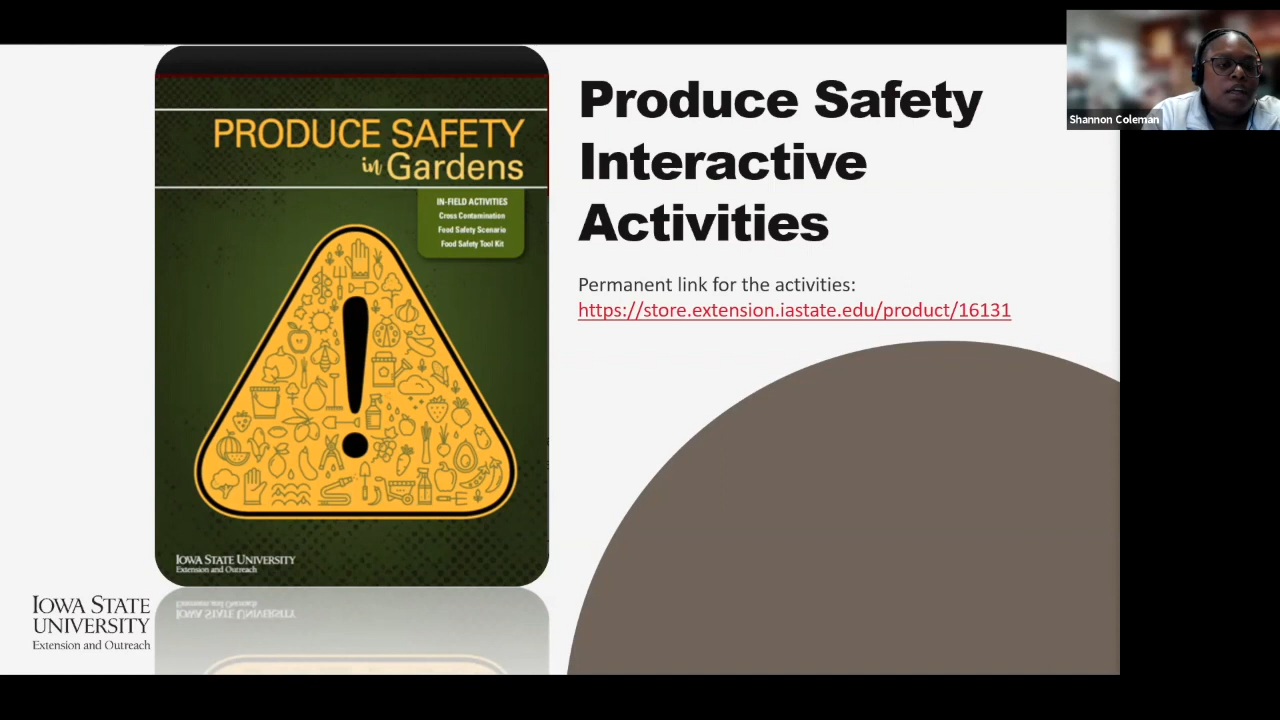 PRODUCE SAFETY
in Gardens
IN-FIELD ACTIVITIES
Cross Contamination
Food Safety Scenario
Food Safety Tool Kit
IOWA STATE UNIVERSITY
Extension and Outreach
IOWA STATE
UNIVERSITY
Extension and Outreach
Produce Safety
Interactive
Activities
Permanent link for the activities:
https://store.extension.iastate.edu/product/16131
Shannon Coleman